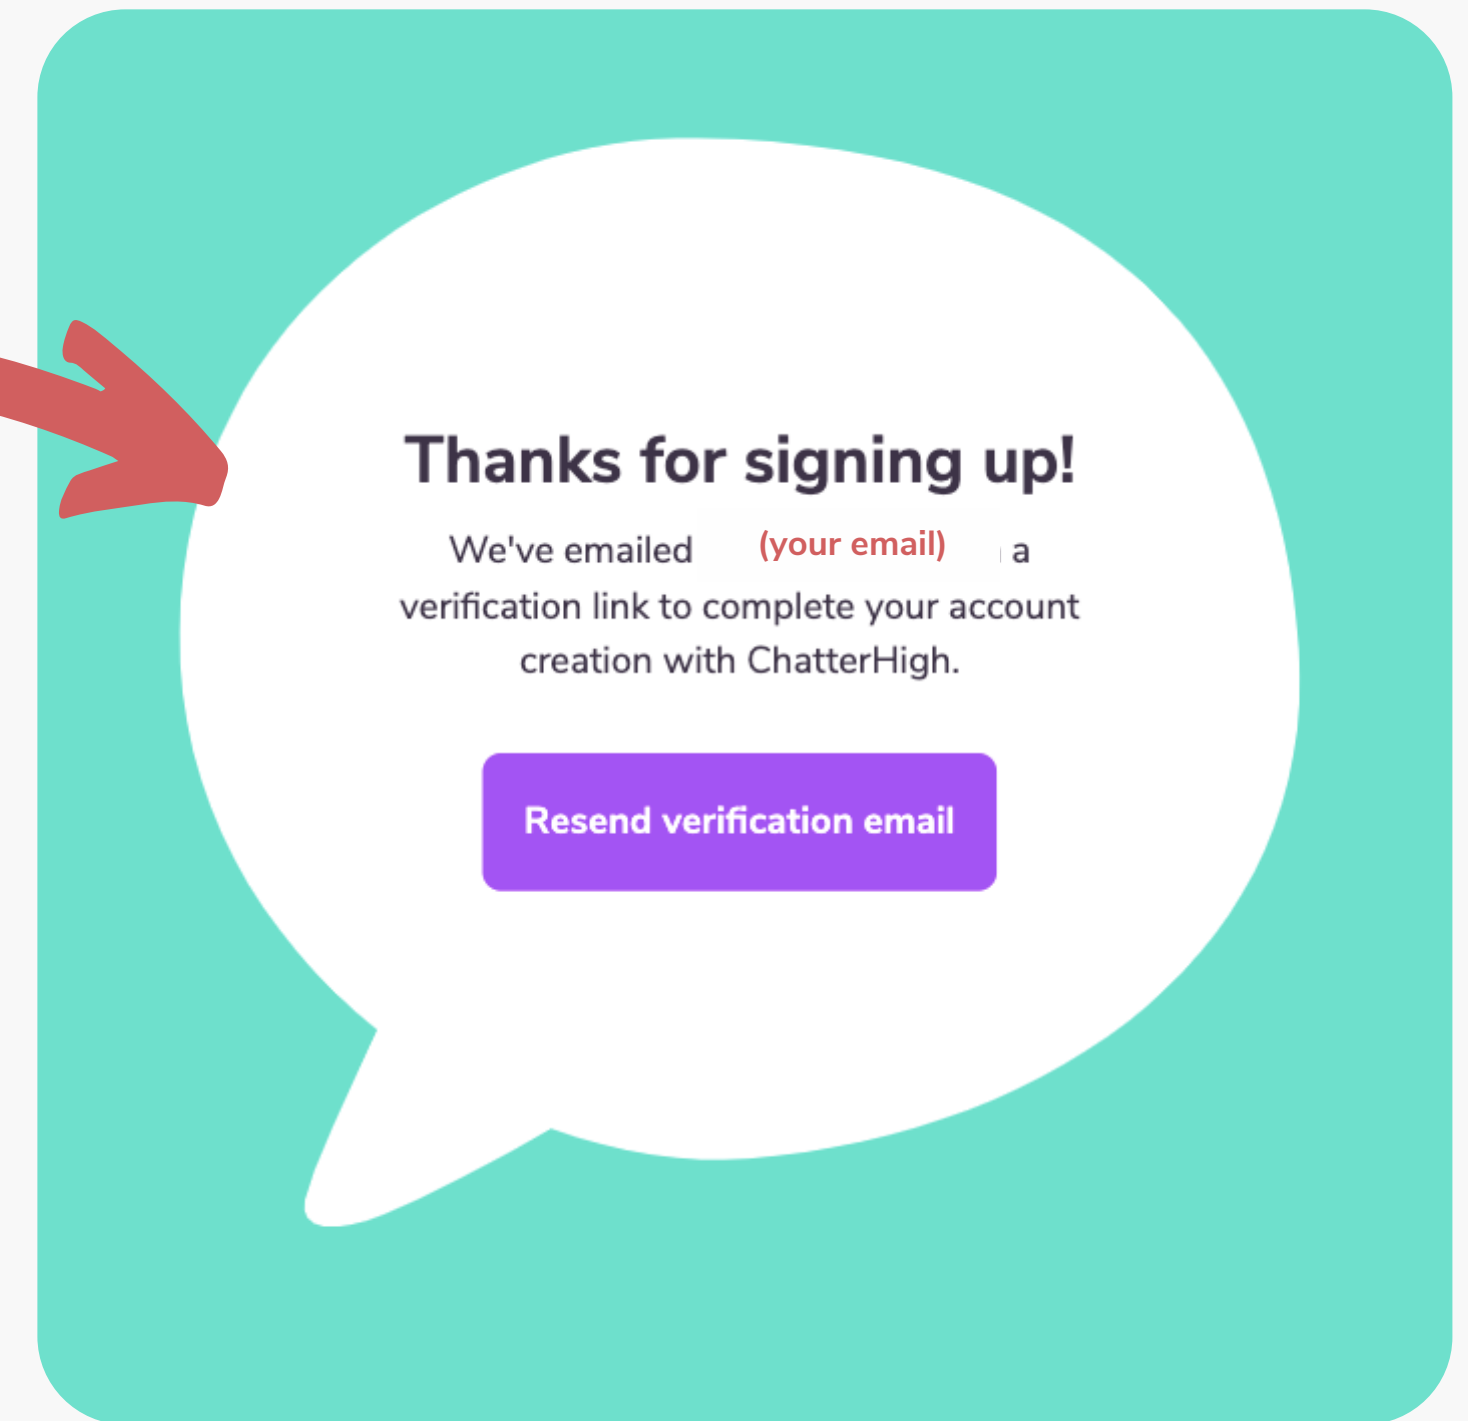 Thanks for signing up!
We've emailed (your email) a
verification link to complete your account
creation with ChatterHigh.
Resend verification email